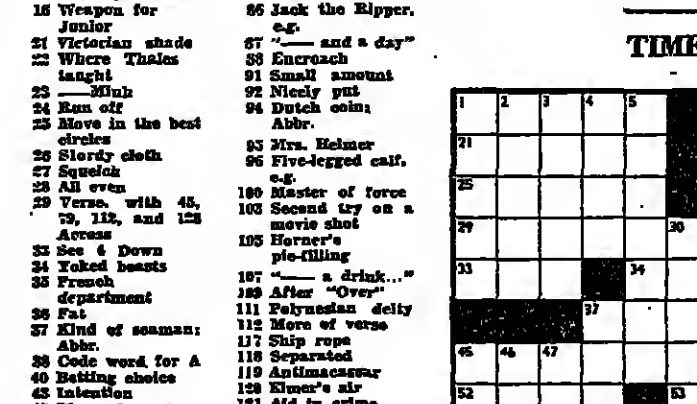 16 Weapon for
Junior
21 Victorian shade
22 Where Thales
taught
23 —Minh
24 Run off
25 Move in the best
circles
26 Sturdy cloth
27 Squelch
28 All even
29 Verse, with 45,
79, 112, and 128
Across
33 See 4 Down
34 Yoked beasts
35 French
department
36 Fat
37 Kind of seaman:
Abbr.
38 Code word for A
40 Batting choice
43 Intention
86 Jack the Ripper,
e.g.
87 "— and a day"
88 Encroach
91 Small amount
92 Nicely put
94 Dutch coin:
Abbr.
95 Mrs. Helmer
96 Five-legged calf,
e.g.
100 Master of force
103 Second try on a
movie shot
105 Horner's
pie-filling
107 "— a drink..."
109 After "Over"
111 Polynesian deity
112 More of verse
117 Ship rope
118 Separated
119 Antimacassar
120 Elmer's air
121 Aid in crime
TIME
1 2 3 4 5
21
25
29 30
33 34
37
45 46 47
52 53